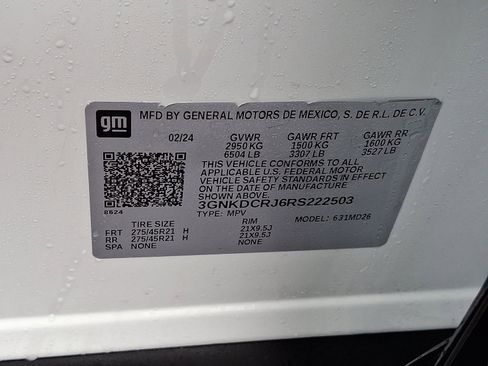 gm
MFD BY GENERAL MOTORS DE MEXICO, S. DE R.L. DE C.V.
02/24 GVWR GAWR FRT GAWR RR
2950 KG 1500 KG 1600 KG
6504 LB 3307 LB 3527 LB
THIS VEHICLE CONFORMS TO ALL
APPLICABLE U.S. FEDERAL MOTOR
VEHICLE SAFETY STANDARDS IN EFFECT
ON THE DATE OF MANUFACTURE
SHOWN ABOVE
3GNKDCRJ6RS222503
8624
TYPE: MPV MODEL: 631MD26
TIRE SIZE RIM
FRT 275/45R21 H 21X9.5J
RR 275/45R21 H 21X9.5J
SPA NONE NONE